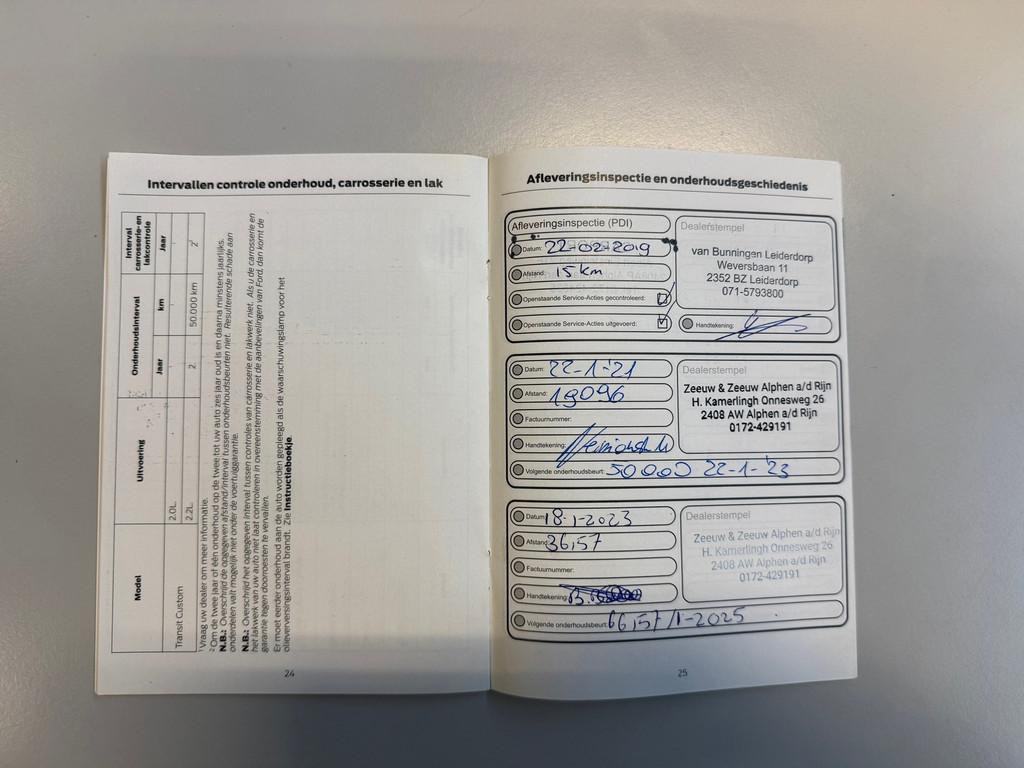 Intervallen controle onderhoud, carrosserie en lak
Model
Uitvoering
Onderhoudsinterval
Interval carrosserie-en lakcontrole
Jaar
km
Jaar
Transit Custom
2.0L
2.2L
2
50.000 km
2
¹ Vraag uw dealer om meer informatie.
² Om de twee jaar of één onderhoud op de twee tot uw auto zes jaar oud is en daarna minstens jaarlijks.
N.B.: Overschrijd de opgegeven afstand/interval tussen onderhoudsbeurten niet. Resulterende schade aan
onderdelen valt mogelijk niet onder de voertuiggarantie.
N.B.: Overschrijd het opgegeven interval tussen controles van carrosserie en lakwerk niet. Als u de carrosserie en
het lakwerk van uw auto niet laat controleren in overeenstemming met de aanbevelingen van Ford, dan komt de
garantie tegen doorroesten te vervallen.
Er moet eerder onderhoud aan de auto worden gepleegd als de waarschuwingslamp voor het
olieverversingsinterval brandt. Zie Instructieboekje.
24
Afleveringsinspectie en onderhoudsgeschiedenis
Afleveringsinspectie (PDI)
Datum: 22-02-2019
Afstand: 15 km
Openstaande Service-Acties gecontroleerd:
Openstaande Service-Acties uitgevoerd:
Dealerstempel
van Bunningen Leiderdorp
Weversbaan 11
2352 BZ Leiderdorp
071-5793800
Handtekening:
Datum: 22-1-'21
Afstand: 19096
Factuurnummer:
Handtekening:
Volgende onderhoudsbeurt: 50000 22-1-'23
Dealerstempel
Zeeuw & Zeeuw Alphen a/d Rijn
H. Kamerlingh Onnesweg 26
2408 AW Alphen a/d Rijn
0172-429191
Datum: 18-1-2023
Afstand: 36,157
Factuurnummer:
Handtekening:
Volgende onderhoudsbeurt: 66,157/1-2025
Dealerstempel
Zeeuw & Zeeuw Alphen a/d Rijn
H. Kamerlingh Onnesweg 26
2408 AW Alphen a/d Rijn
0172-429191
25